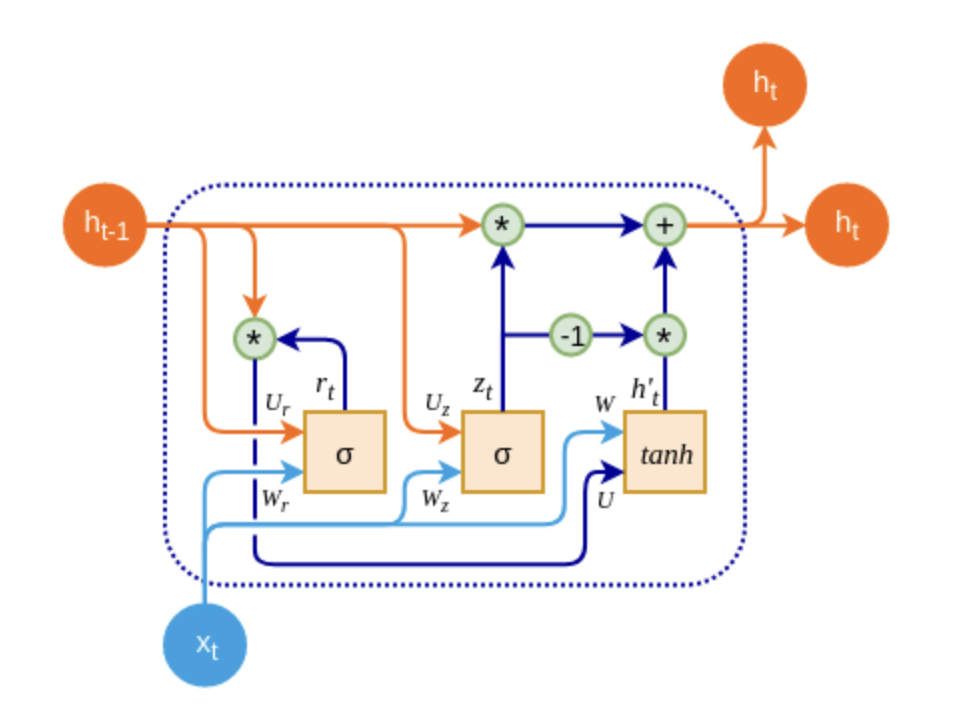 h_t
h_{t-1}
*
+
h_t
*
-1
*
r_t
z_t
h'_t
U_r
U_z
W
σ
σ
tanh
W_r
W_z
U
x_t